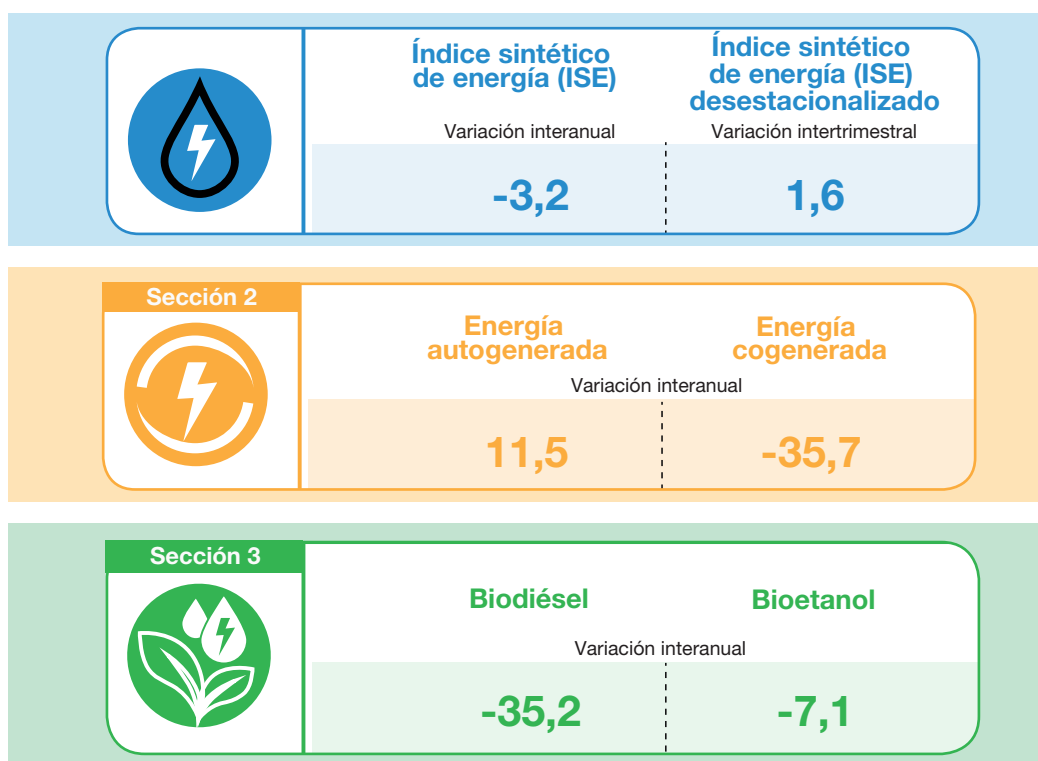 Índice sintético
de energía (ISE)
Variación interanual
-3,2
Índice sintético
de energía (ISE)
desestacionalizado
Variación intertrimestral
1,6
Sección 2
Energía
autogenerada
Energía
cogenerada
Variación interanual
11,5
-35,7
Sección 3
Biodiésel
Bioetanol
Variación interanual
-35,2
-7,1